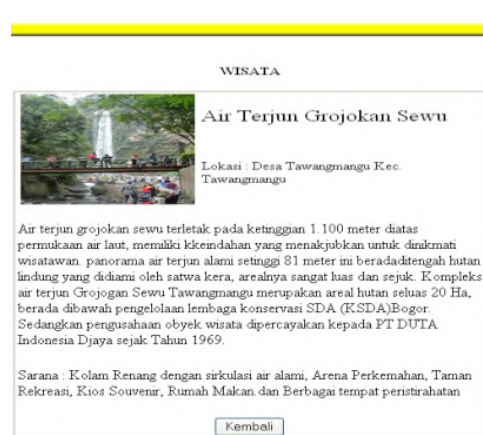 WISATA
Air Terjun Grojokan Sewu
Lokasi : Desa Tawangmangu Kec.
Tawangmangu
Air terjun grojokan sewu terletak pada ketinggian 1.100 meter diatas
permukaan air laut, memiliki kkeindahan yang menakjubkan untuk dinikmati
wisatawan. panorama air terjun alami setinggi 81 meter ini beradaditengah hutan
lindung yang didiami oleh satwa kera, arealnya sangat luas dan sejuk. Kompleks
air terjun Grojogan Sewu Tawangmangu merupakan areal hutan seluas 20 Ha,
berada dibawah pengelolaan lembaga konservasi SDA (KSDA)Bogor.
Sedangkan pengusahaan obyek wisata dipercayakan kepada PT DUTA
Indonesia Djaya sejak Tahun 1969.
Sarana : Kolam Renang dengan sirkulasi air alami, Arena Perkemahan, Taman
Rekreasi, Kios Souvenir, Rumah Makan dan Berbagai tempat peristirahatan
Kembali